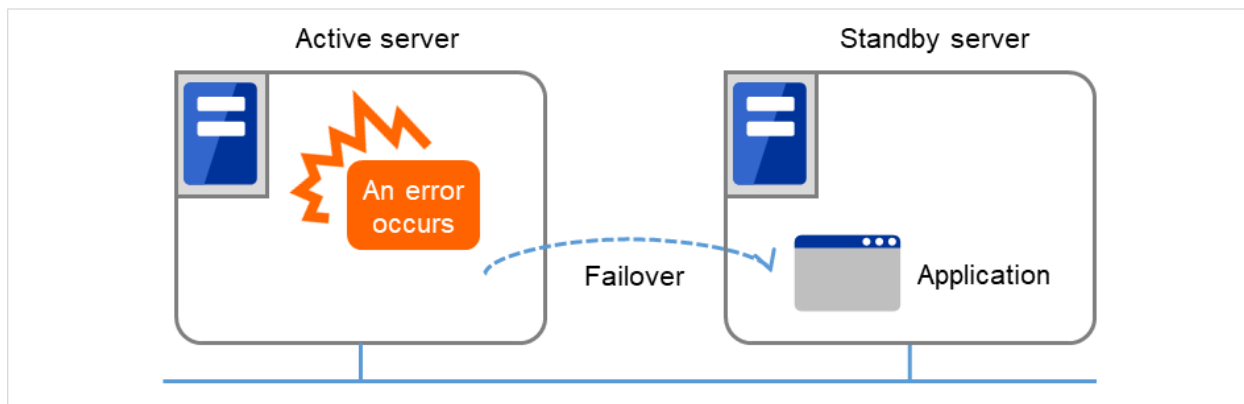 Active server
Standby server
An error
occurs
Failover
Application